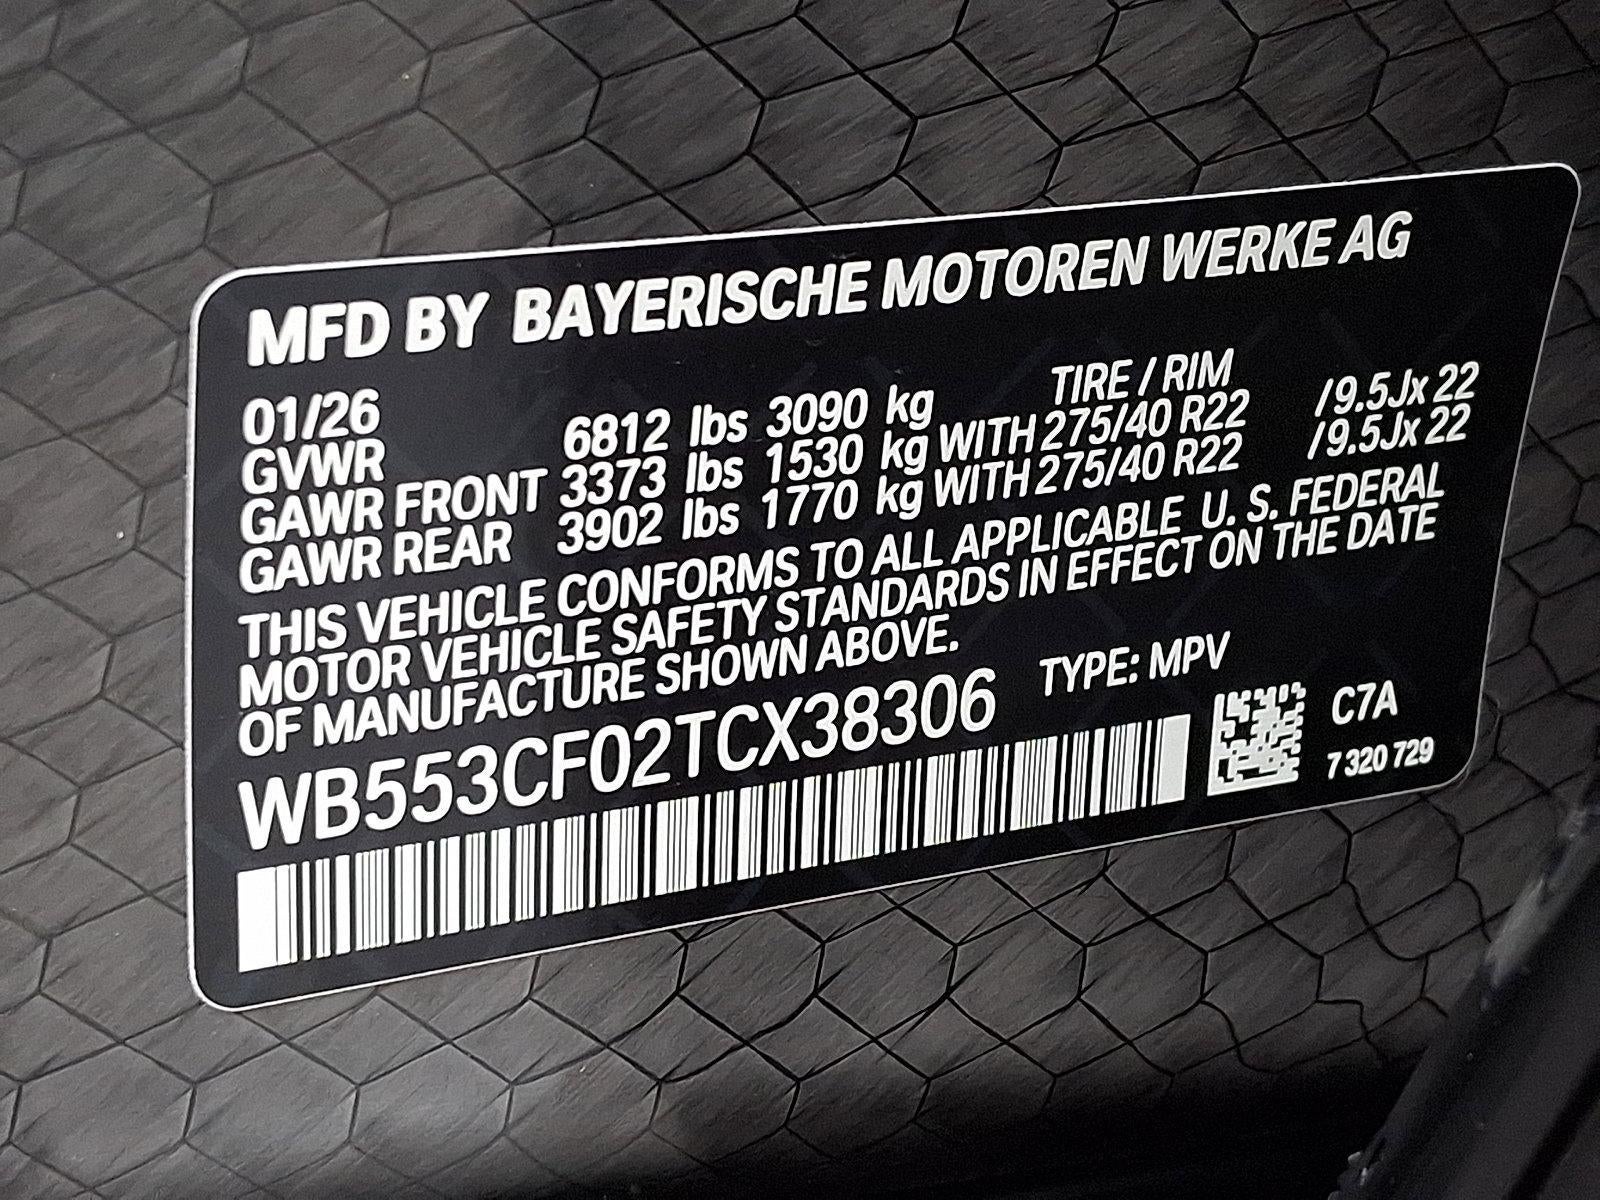 MFD BY BAYERISCHE MOTOREN WERKE AG
01/26 TIRE / RIM
GVWR 6812 lbs 3090 kg
GAWR FRONT 3373 lbs 1530 kg WITH 275/40 R22 /9.5Jx 22
GAWR REAR 3902 lbs 1770 kg WITH 275/40 R22 /9.5Jx 22
THIS VEHICLE CONFORMS TO ALL APPLICABLE U. S. FEDERAL
MOTOR VEHICLE SAFETY STANDARDS IN EFFECT ON THE DATE
OF MANUFACTURE SHOWN ABOVE.
WB553CF02TCX38306 TYPE: MPV
C7A
7 320 729